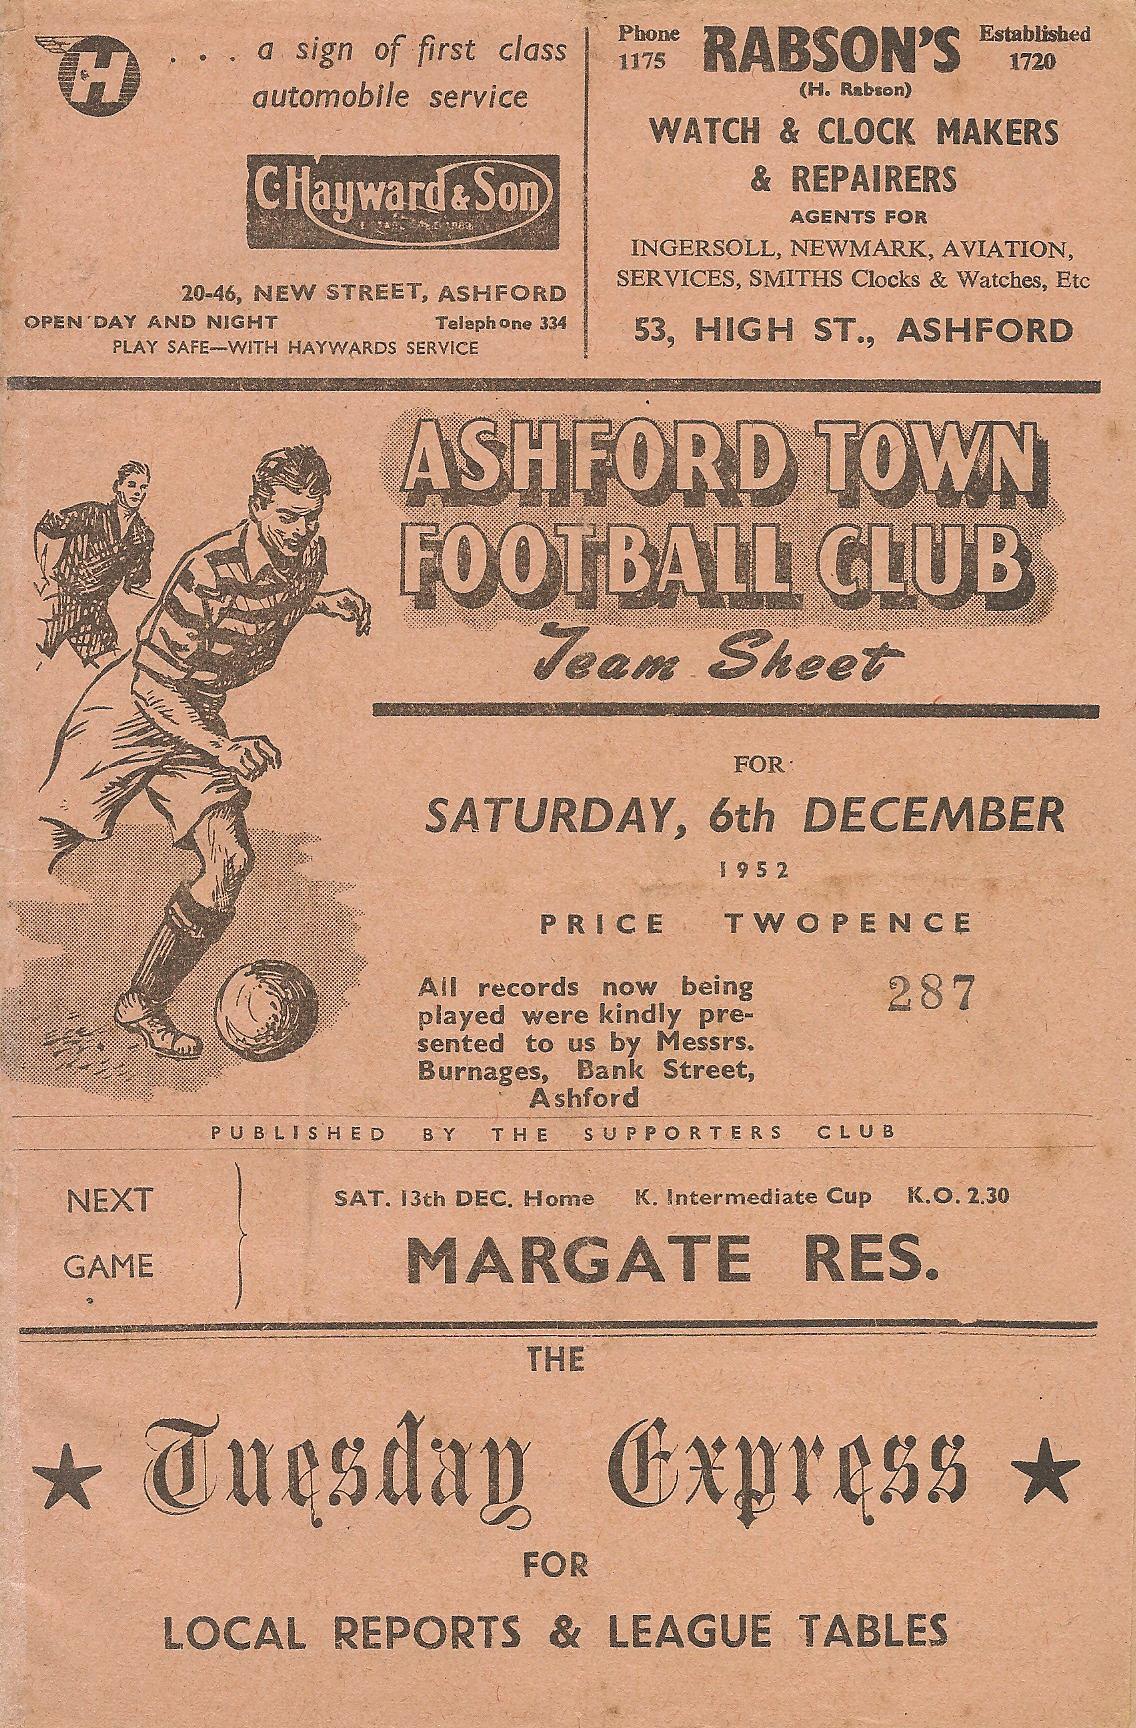 H
. . . a sign of first class
automobile service
C. Hayward & Son
20-46, NEW STREET, ASHFORD
OPEN DAY AND NIGHT Telephone 334
PLAY SAFE—WITH HAYWARDS SERVICE
Phone 1175
RABSON'S
Established 1720
(H. Rabson)
WATCH & CLOCK MAKERS
& REPAIRERS
AGENTS FOR
INGERSOLL, NEWMARK, AVIATION,
SERVICES, SMITHS Clocks & Watches, Etc
53, HIGH ST., ASHFORD
ASHFORD TOWN
FOOTBALL CLUB
Team Sheet
FOR
SATURDAY, 6th DECEMBER
1952
PRICE TWOPENCE
All records now being
played were kindly pre-
sented to us by Messrs.
Burnages, Bank Street,
Ashford
287
PUBLISHED BY THE SUPPORTERS CLUB
NEXT
GAME
SAT. 13th DEC. Home K. Intermediate Cup K.O. 2.30
MARGATE RES.
THE
Tuesday Express
FOR
LOCAL REPORTS & LEAGUE TABLES